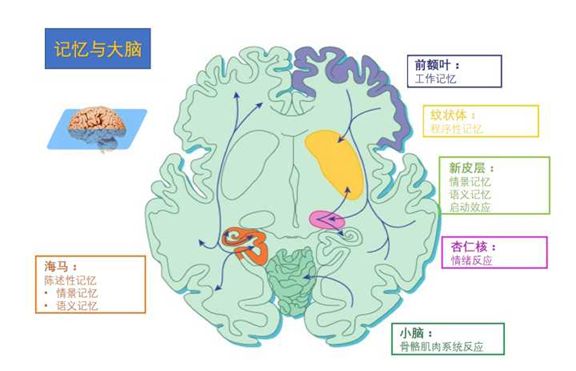 记忆与大脑
前额叶：
工作记忆
纹状体：
程序性记忆
新皮层：
情景记忆
语义记忆
启动效应
杏仁核：
情绪反应
海马：
陈述性记忆
• 情景记忆
• 语义记忆
小脑：
骨骼肌肉系统反应